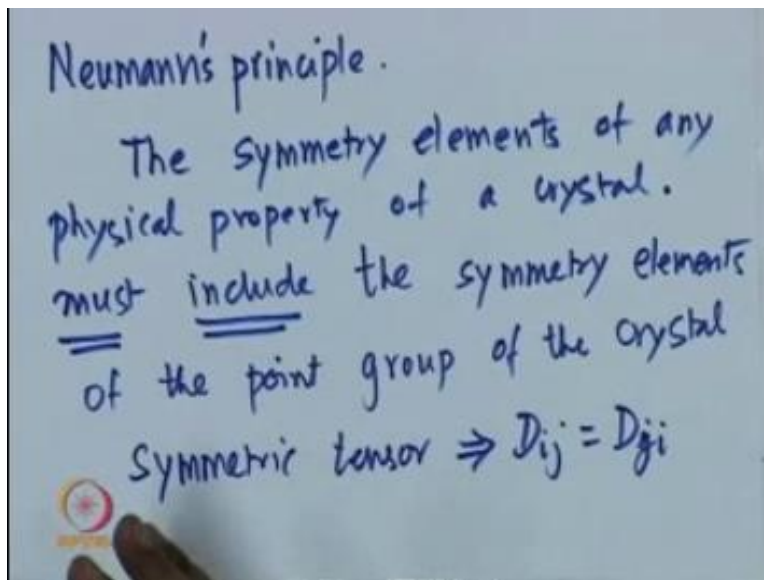 Neumann's principle.
The symmetry elements of any
physical property of a crystal.
must include the symmetry elements
of the point group of the crystal
Symmetric tensor ⇒ Dij = Dji